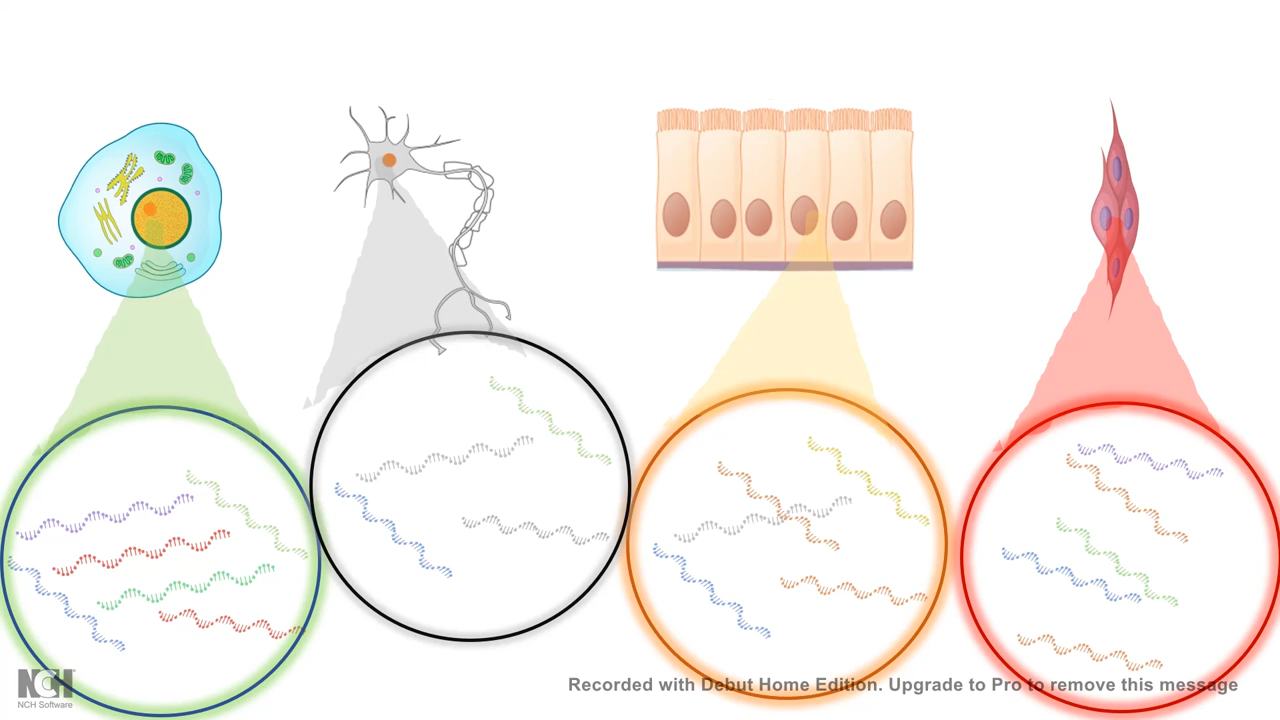 NCH
NCH Software
Recorded with Debut Home Edition. Upgrade to Pro to remove this message